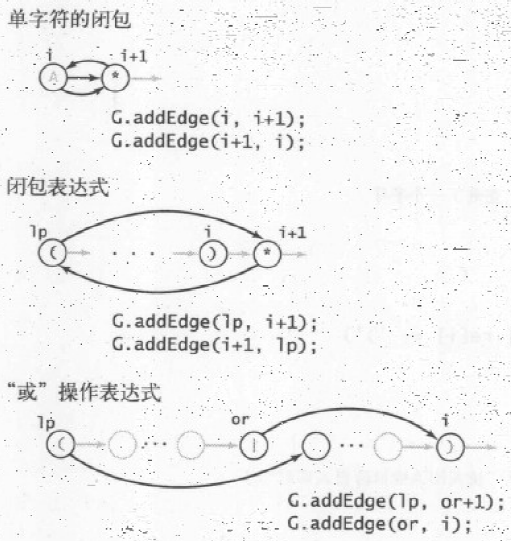 单字符的闭包
i i+1
A *
G.addEdge(i, i+1);
G.addEdge(i+1, i);
闭包表达式
lp i i+1
( ... ) *
G.addEdge(lp, i+1);
G.addEdge(i+1, lp);
“或”操作表达式
lp or i
( . ... | . ... )
G.addEdge(lp, or+1);
G.addEdge(or, i);